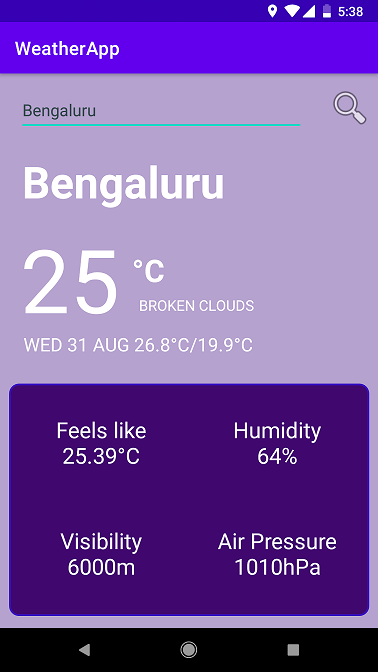 5:38
WeatherApp
Bengaluru
Bengaluru
25 °C
BROKEN CLOUDS
WED 31 AUG 26.8°C/19.9°C
Feels like
25.39°C
Humidity
64%
Visibility
6000m
Air Pressure
1010hPa